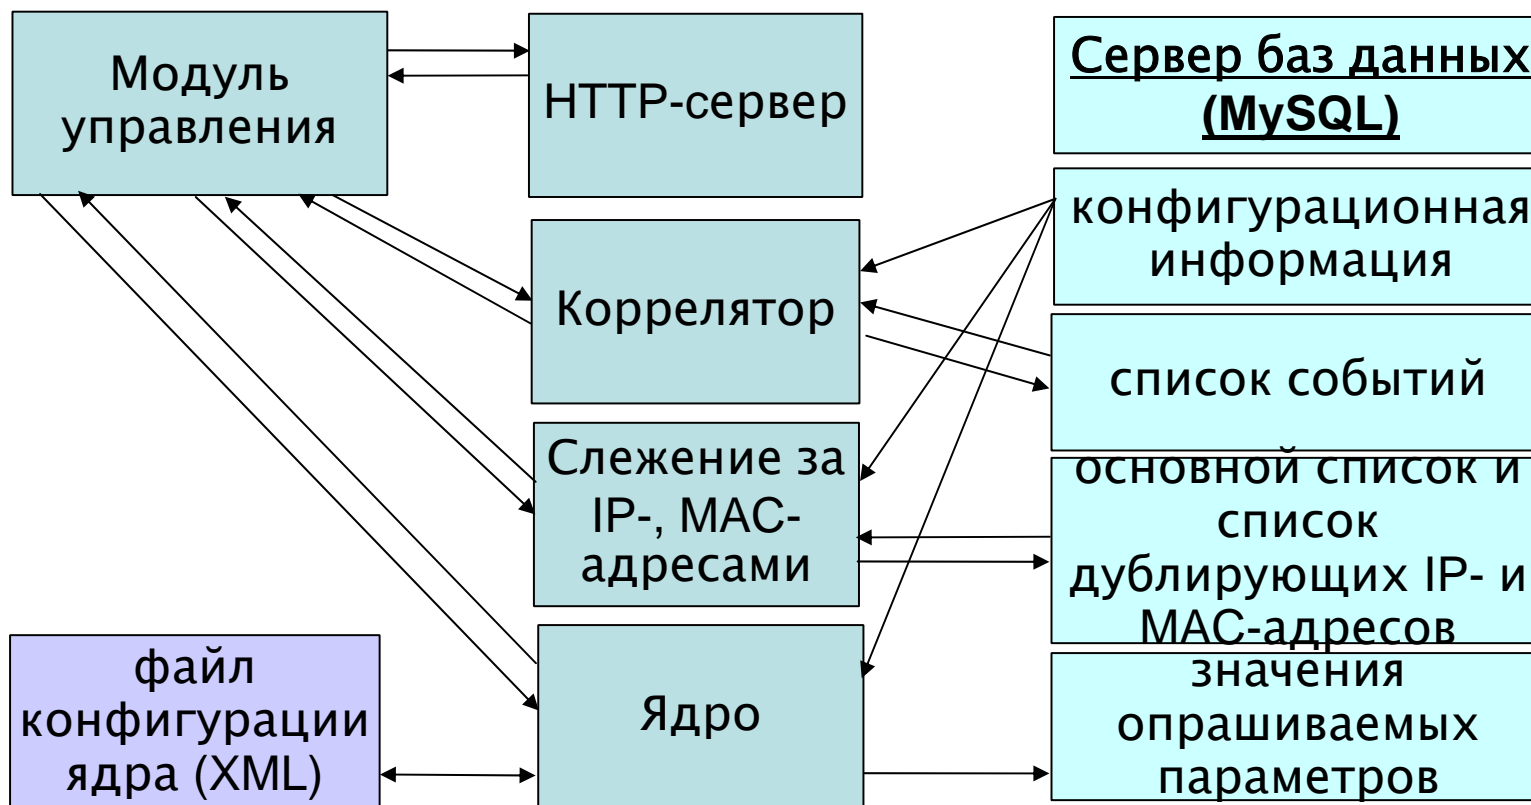 Модуль
управления
HTTP-сервер
Коррелятор
Слежение за
IP-, MAC-
адресами
Ядро
файл
конфигурации
ядра (XML)
Сервер баз данных
(MySQL)
конфигурационная
информация
список событий
основной список и
список
дублирующих IP- и
MAC-адресов
значения
опрашиваемых
параметров